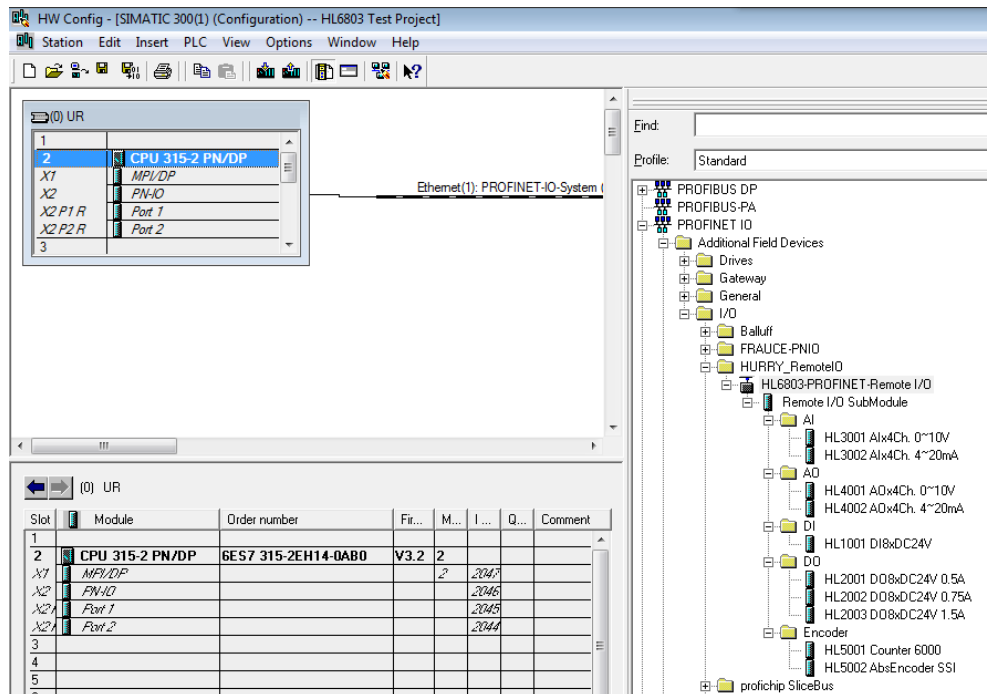 HW Config - [SIMATIC 300(1) (Configuration) -- HL6803 Test Project]
Station Edit Insert PLC View Options Window Help
(0) UR
1
2 CPU 315-2 PN/DP
X1 MPI/DP
X2 PN-IO
X2 P1 R Port 1
X2 P2 R Port 2
3
Ethernet(1): PROFINET-IO-System (
(0) UR
Slot Module Order number Fir... M... I ... Q... Comment
1
2 CPU 315-2 PN/DP 6ES7 315-2EH14-0AB0 V3.2 2
X1 MPI/DP 2 2047
X2 PN-IO 2046
X2 Port 1 2045
X2 Port 2 2044
3
4
5
Find:
Profile: Standard
PROFIBUS DP
PROFIBUS-PA
PROFINET IO
Additional Field Devices
Drives
Gateway
General
I/O
Balluff
FRAUCE-PNIO
HURRY_RemoteIO
HL6803-PROFINET-Remote I/O
Remote I/O SubModule
AI
HL3001 AIx4Ch. 0~10V
HL3002 AIx4Ch. 4~20mA
AO
HL4001 AOx4Ch. 0~10V
HL4002 AOx4Ch. 4~20mA
DI
HL1001 DI8xDC24V
DO
HL2001 DO8xDC24V 0.5A
HL2002 DO8xDC24V 0.75A
HL2003 DO8xDC24V 1.5A
Encoder
HL5001 Counter 6000
HL5002 AbsEncoder SSI
profichip SliceBus